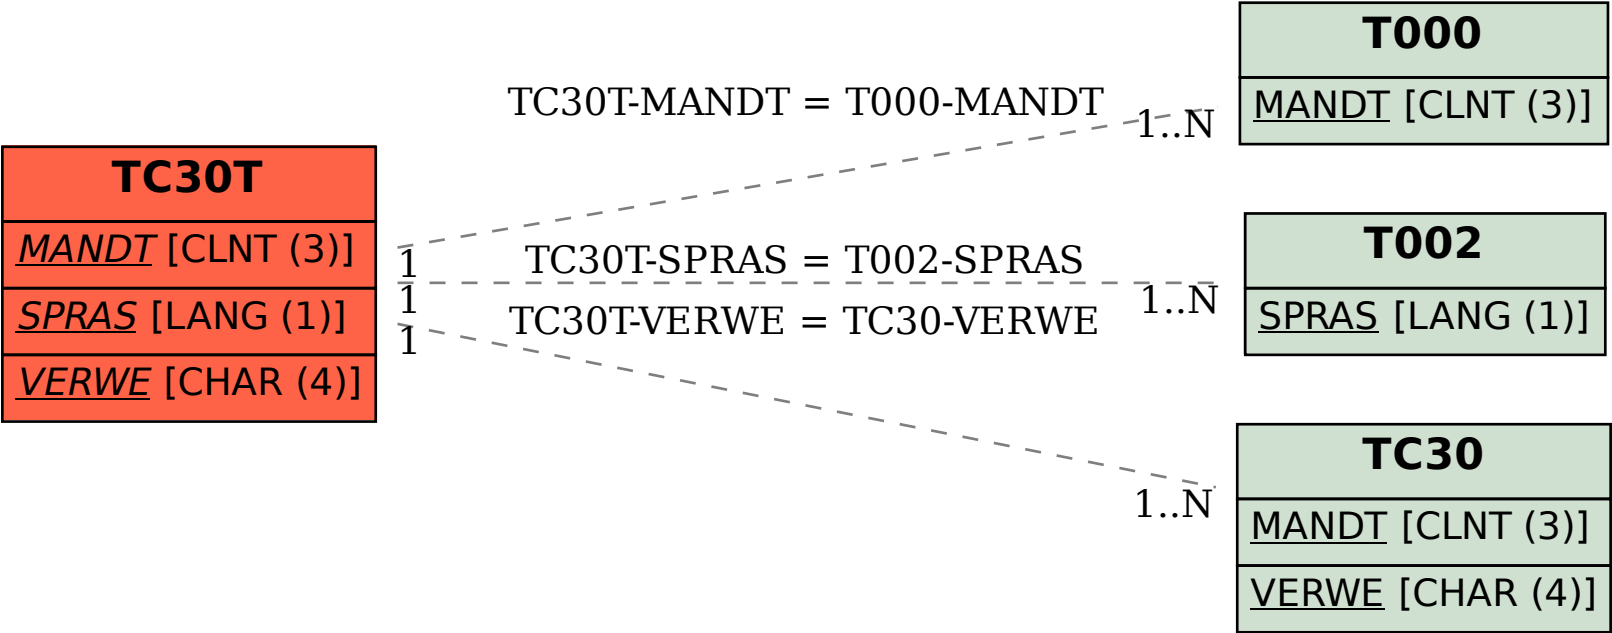 TC30T
MANDT [CLNT (3)]
SPRAS [LANG (1)]
VERWE [CHAR (4)]
TC30T-MANDT = T000-MANDT
1
1..N
TC30T-SPRAS = T002-SPRAS
1
1..N
TC30T-VERWE = TC30-VERWE
1
1..N
T000
MANDT [CLNT (3)]
T002
SPRAS [LANG (1)]
TC30
MANDT [CLNT (3)]
VERWE [CHAR (4)]